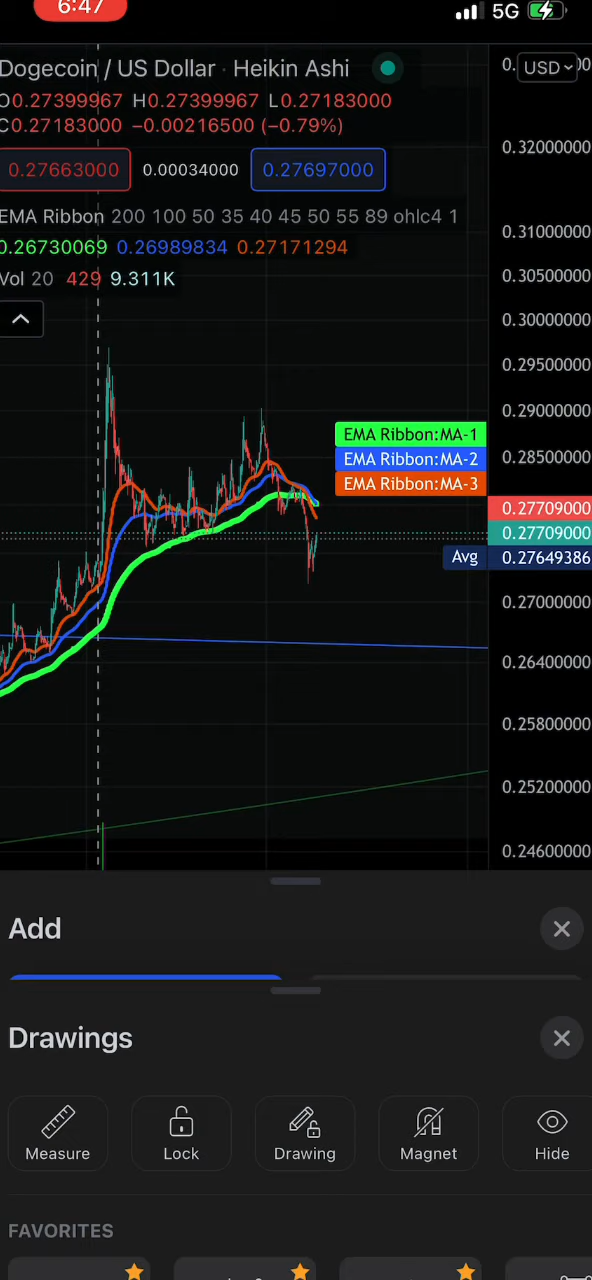 6:47
5G
Dogecoin / US Dollar · Heikin Ashi
O0.27399967 H0.27399967 L0.27183000
C0.27183000 −0.00216500 (−0.79%)
0.27663000 0.00034000 0.27697000
EMA Ribbon 200 100 50 35 40 45 50 55 89 ohlc4 1
0.26730069 0.26989834 0.27171294
Vol 20 429 9.311K
USD
0.32000000
0.31000000
0.30500000
0.30000000
0.29500000
0.29000000
EMA Ribbon:MA-1
EMA Ribbon:MA-2
0.28500000
EMA Ribbon:MA-3
0.27709000
0.27709000
Avg 0.27649386
0.27000000
0.26400000
0.25800000
0.25200000
0.24600000
Add
Drawings
Measure Lock Drawing Magnet Hide
FAVORITES